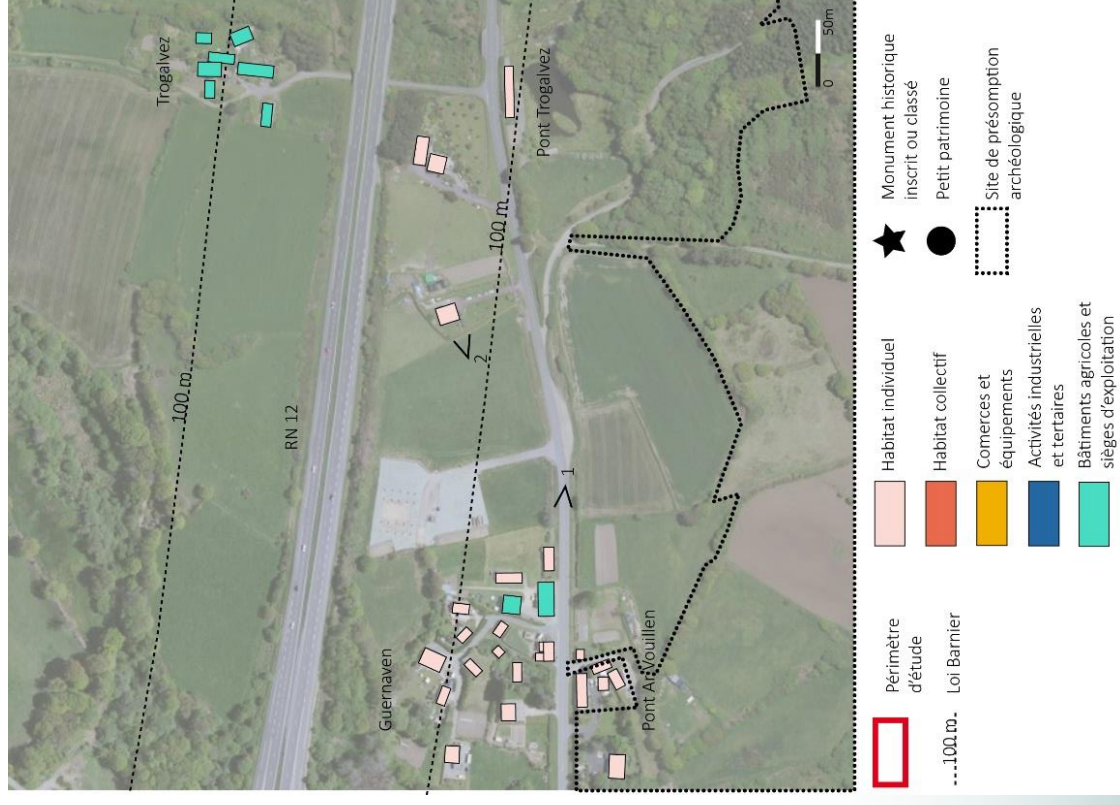 Trogalvez
100 m
RN 12
Pont Trogalvez
100 m
2
1
Guernaven
Pont Ar Vouillen
0 50m
Périmètre
d'étude
---100 m.
Loi Barnier
Habitat individuel
Habitat collectif
Comerces et
équipements
Activités industrielles
et tertaires
Bâtiments agricoles et
sièges d'exploitation
Monument historique
inscrit ou classé
Petit patrimoine
Site de présomption
archéologique